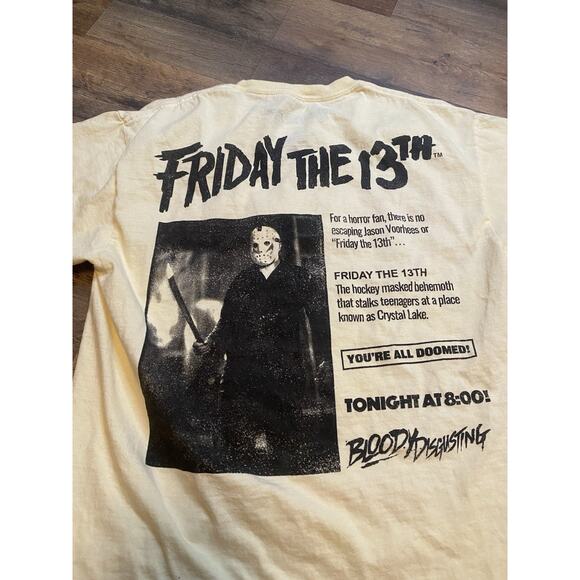 FRIDAY THE 13TH™
For a horror fan, there is no
escaping Jason Voorhees or
"Friday the 13th"...
FRIDAY THE 13TH
The hockey masked behemoth
that stalks teenagers at a place
known as Crystal Lake.
YOU'RE ALL DOOMED!
TONIGHT AT 8:00!
BLOODY DISGUSTING